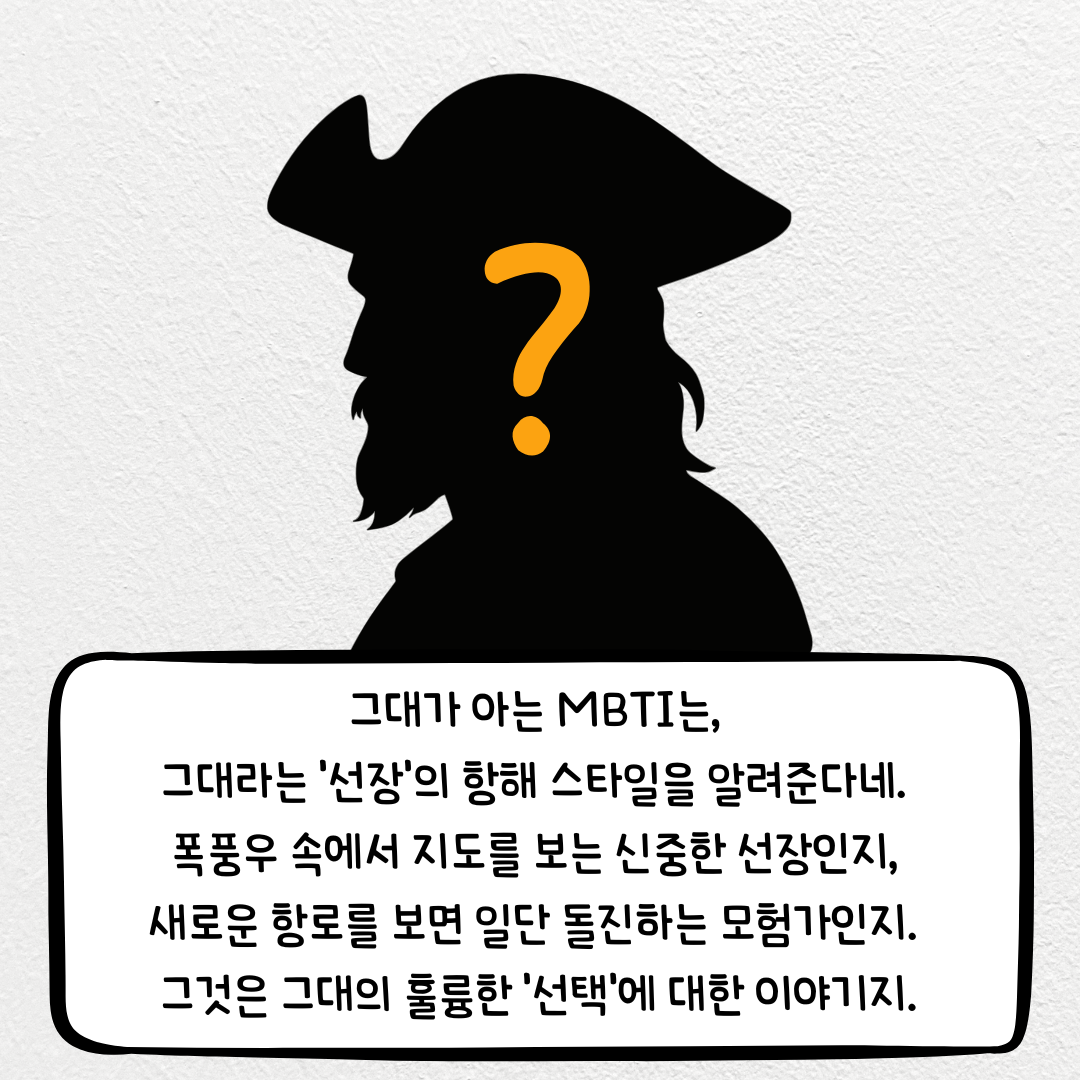 ?
그대가 아는 MBTI는,
그대라는 '선장'의 항해 스타일을 알려준다네.
폭풍우 속에서 지도를 보는 신중한 선장인지,
새로운 항로를 보면 일단 돌진하는 모험가인지.
그것은 그대의 훌륭한 '선택'에 대한 이야기지.